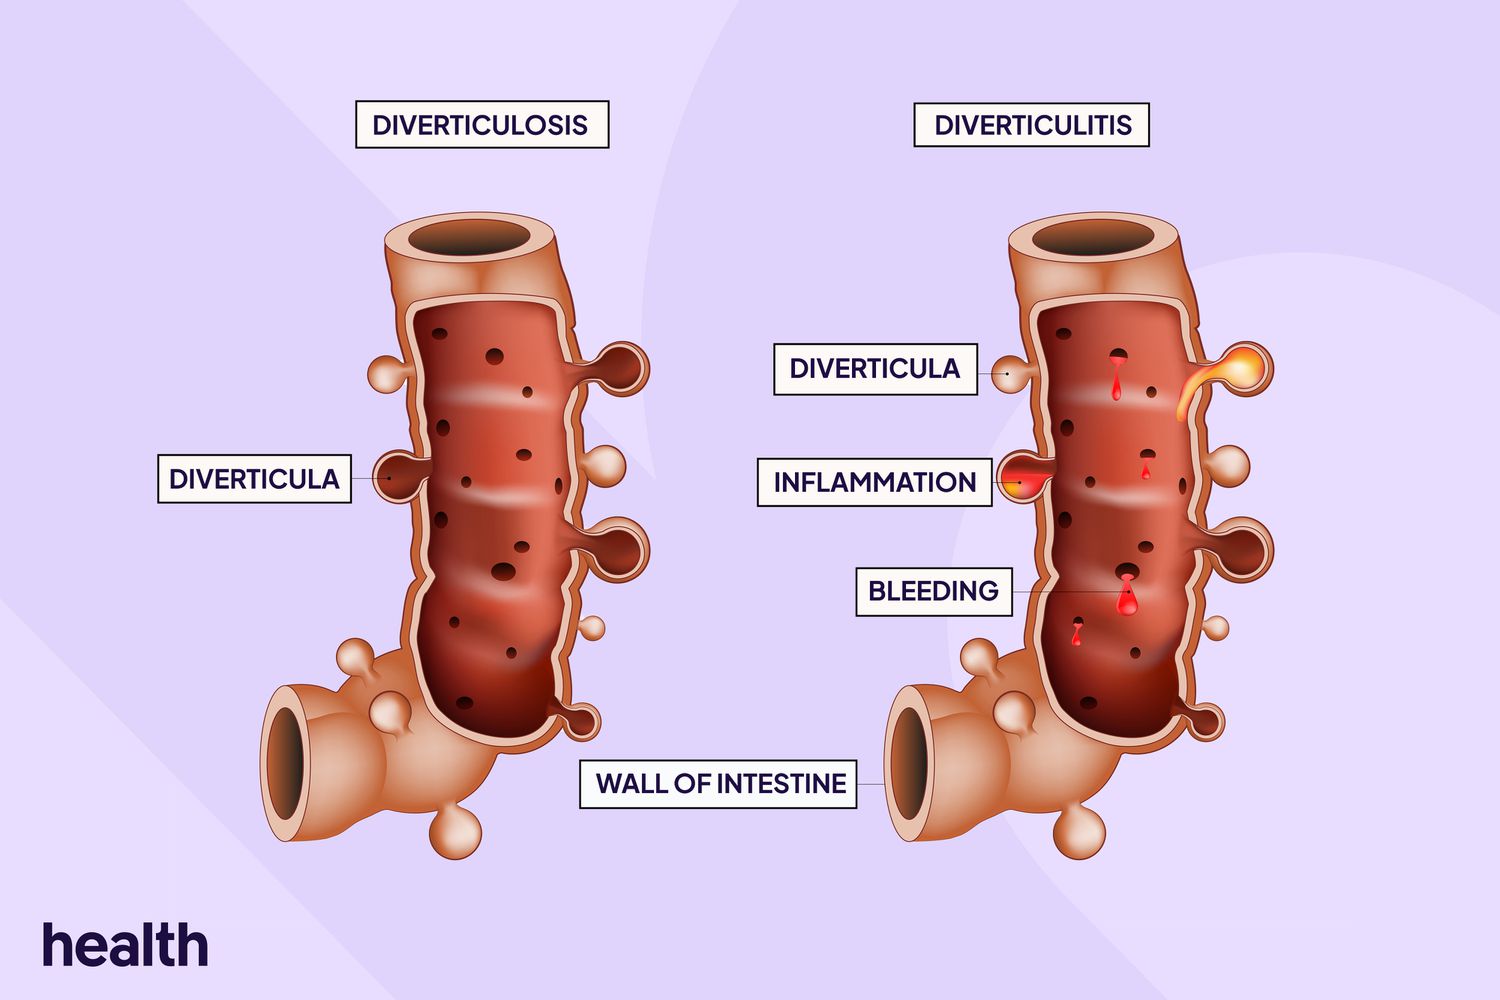 DIVERTICULOSIS
DIVERTICULITIS
DIVERTICULA
DIVERTICULA
INFLAMMATION
BLEEDING
WALL OF INTESTINE
health